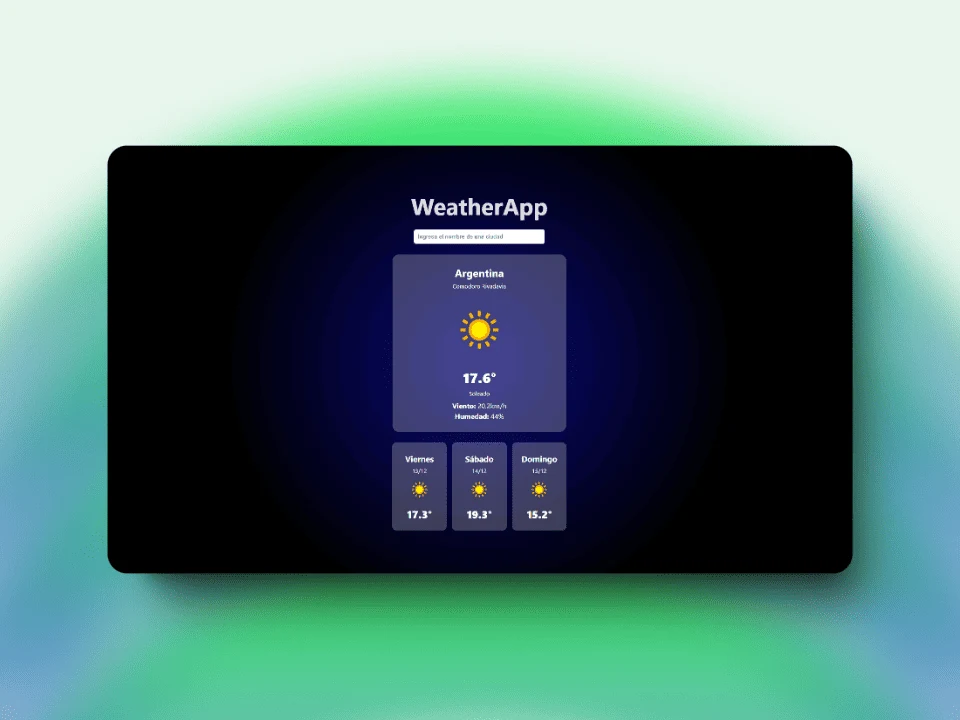 WeatherApp
Ingresa el nombre de una ciudad
Argentina
Comodoro Rivadavia
17.6°
Soleado
Viento: 20.2km/h
Humedad: 44%
Viernes Sábado Domingo
13/12 14/12 15/12
17.3° 19.3° 15.2°